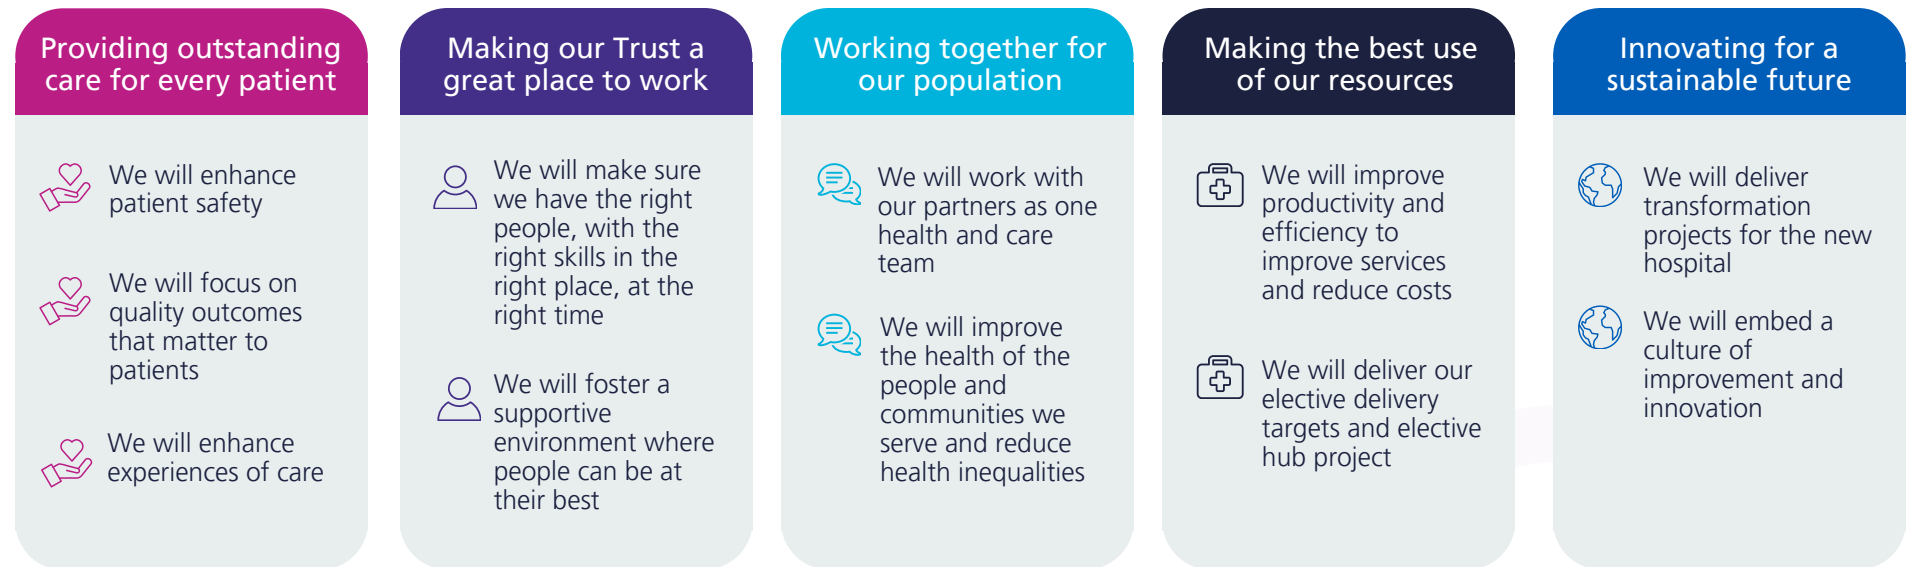 Providing outstanding
care for every patient
We will enhance
patient safety
We will focus on
quality outcomes
that matter to
patients
We will enhance
experiences of care
Making our Trust a
great place to work
We will make sure
we have the right
people, with the
right skills in the
right place, at the
right time
We will foster a
supportive
environment where
people can be at
their best
Working together for
our population
We will work with
our partners as one
health and care
team
We will improve
the health of the
people and
communities we
serve and reduce
health inequalities
Making the best use
of our resources
We will improve
productivity and
efficiency to
improve services
and reduce costs
We will deliver our
elective delivery
targets and elective
hub project
Innovating for a
sustainable future
We will deliver
transformation
projects for the new
hospital
We will embed a
culture of
improvement and
innovation